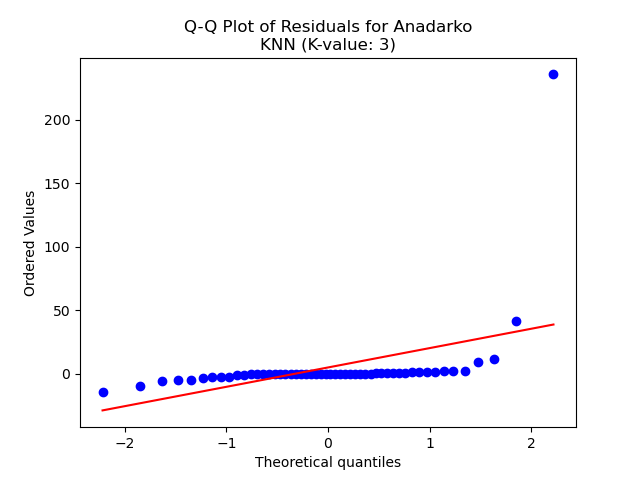 Q-Q Plot of Residuals for Anadarko
KNN (K-value: 3)
Ordered Values
200
150
100
50
0
−2
−1
0
1
2
Theoretical quantiles